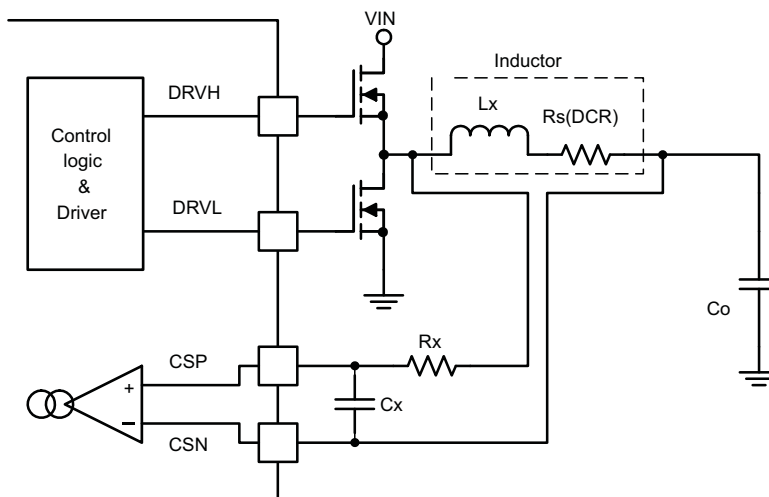 VIN
Inductor
Lx
Rs(DCR)
DRVH
Control
logic
&
Driver
DRVL
Co
Rx
CSP
+
Cx
−
CSN